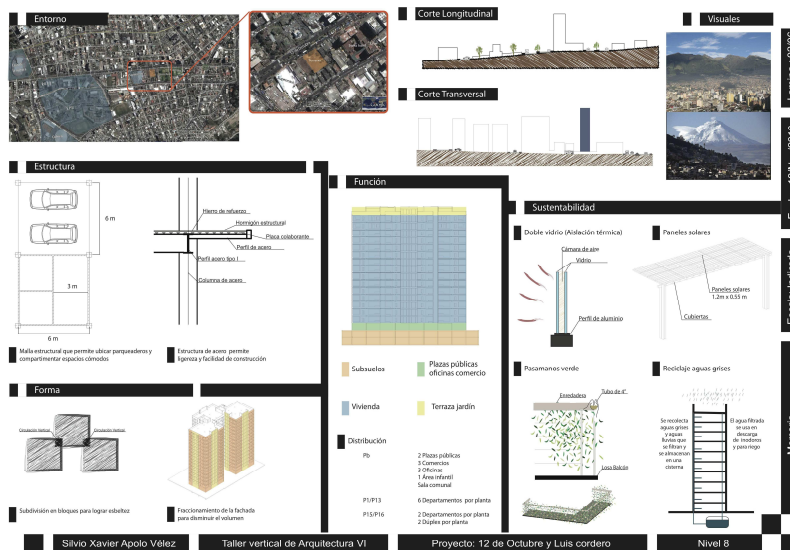 Entorno
Corte Longitudinal
Corte Transversal
Visuales
Estructura
6 m
3 m
6 m
Hierro de refuerzo
Hormigón estructural
Placa colaborante
Perfil de acero
Perfil acero tipo I
Columna de acero
Malla estructural que permite ubicar parqueaderos y
compartimentar espacios cómodos
Estructura de acero permite
ligereza y facilidad de construcción
Forma
Circulación Vertical
Circulación Vertical
Subdivisión en bloques para lograr esbeltez
Fraccionamiento de la fachada
para disminuir el volumen
Función
Subsuelos
Plazas públicas
oficinas comercio
Vivienda
Terraza jardín
Distribución
Pb
2 Plazas públicas
3 Comercios
2 Oficinas
1 Área infantil
Sala comunal
P1/P13
6 Departamentos por planta
P15/P16
2 Departamentos por planta
2 Dúplex por planta
Sustentabilidad
Doble vidrio (Aislación térmica)
Cámara de aire
Vidrio
Perfil de aluminio
Paneles solares
Paneles solares
1.2m x 0.55 m
Cubiertas
Pasamanos verde
Enredadera
Tubo de 4"
Losa Balcón
Reciclaje aguas grises
Se recolecta
aguas grises
y aguas
lluvias que
se filtran y
se almacenan
en una
cisterna
El agua filtrada
se usa en
descarga
de inodoros
y para riego
Silvio Xavier Apolo Vélez
Taller vertical de Arquitectura VI
Proyecto: 12 de Octubre y Luis cordero
Nivel 8